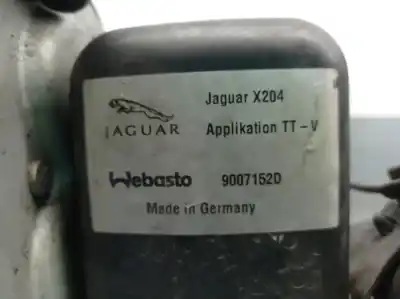 Jaguar X204
JAGUAR Applikation TT-V
Webasto 9007152D
Made in Germany